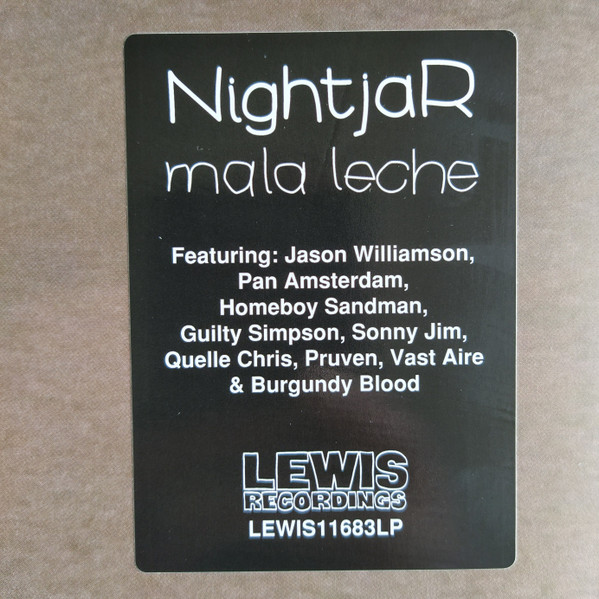 NightjaR
mala leche
Featuring: Jason Williamson,
Pan Amsterdam,
Homeboy Sandman,
Guilty Simpson, Sonny Jim,
Quelle Chris, Pruven, Vast Aire
& Burgundy Blood
LEWIS
RECORDINGS
LEWIS11683LP